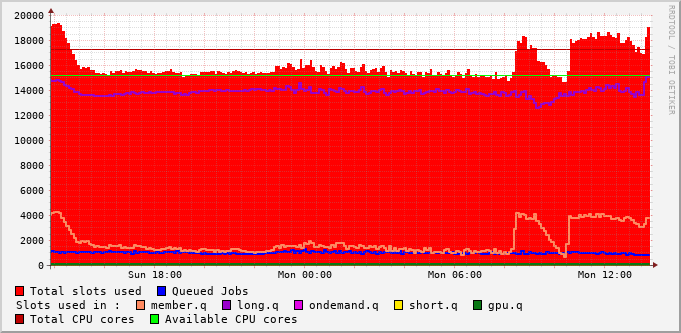 20000
18000
16000
14000
12000
10000
8000
6000
4000
2000
0
Sun 18:00 Mon 00:00 Mon 06:00 Mon 12:00
RRDTOOL / TOBI OETIKER
Total slots used Queued Jobs
Slots used in : member.q long.q ondemand.q short.q gpu.q
Total CPU cores Available CPU cores